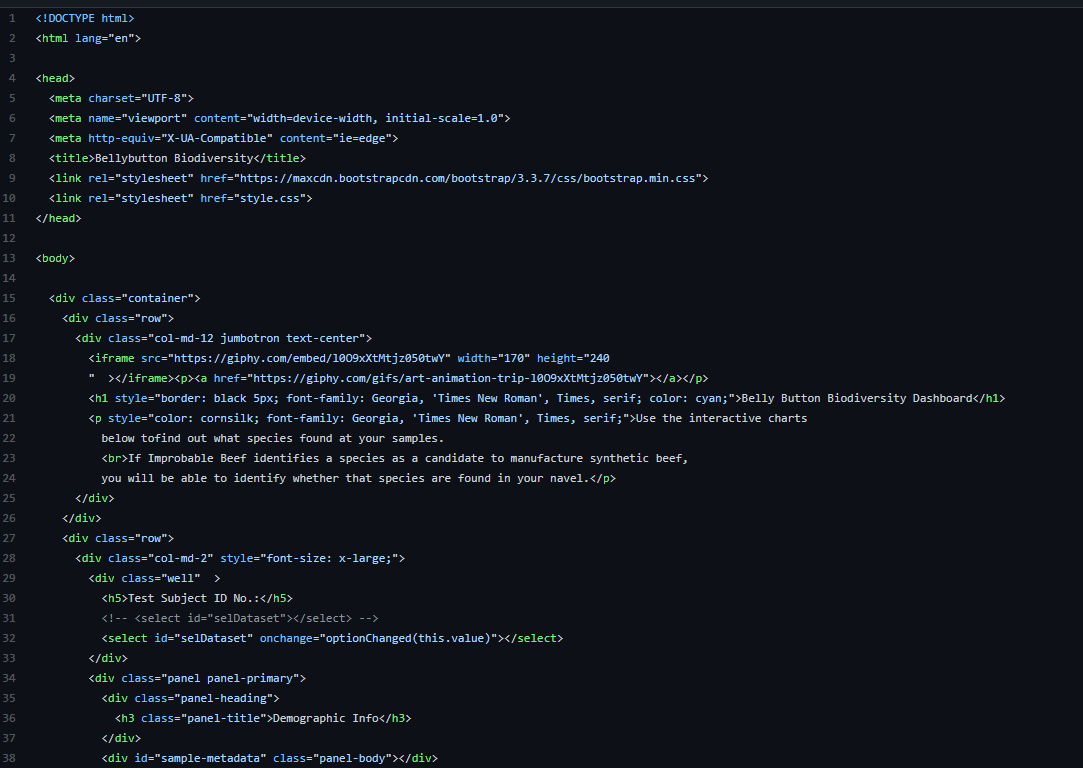 1 <!DOCTYPE html>
2 <html lang="en">
3
4 <head>
5 <meta charset="UTF-8">
6 <meta name="viewport" content="width=device-width, initial-scale=1.0">
7 <meta http-equiv="X-UA-Compatible" content="ie=edge">
8 <title>Bellybutton Biodiversity</title>
9 <link rel="stylesheet" href="https://maxcdn.bootstrapcdn.com/bootstrap/3.3.7/css/bootstrap.min.css">
10 <link rel="stylesheet" href="style.css">
11 </head>
12
13 <body>
14
15 <div class="container">
16 <div class="row">
17 <div class="col-md-12 jumbotron text-center">
18 <iframe src="https://giphy.com/embed/l0O9xXtMtjz050twY" width="170" height="240
19 " ></iframe><p><a href="https://giphy.com/gifs/art-animation-trip-l0O9xXtMtjz050twY"></a></p>
20 <h1 style="border: black 5px; font-family: Georgia, 'Times New Roman', Times, serif; color: cyan;">Belly Button Biodiversity Dashboard</h1>
21 <p style="color: cornsilk; font-family: Georgia, 'Times New Roman', Times, serif;">Use the interactive charts
22 below tofind out what species found at your samples.
23 <br>If Improbable Beef identifies a species as a candidate to manufacture synthetic beef,
24 you will be able to identify whether that species are found in your navel.</p>
25 </div>
26 </div>
27 <div class="row">
28 <div class="col-md-2" style="font-size: x-large;">
29 <div class="well"  >
30 <h5>Test Subject ID No.:</h5>
31 <!-- <select id="selDataset"></select> -->
32 <select id="selDataset" onchange="optionChanged(this.value)"></select>
33 </div>
34 <div class="panel panel-primary">
35 <div class="panel-heading">
36 <h3 class="panel-title">Demographic Info</h3>
37 </div>
38 <div id="sample-metadata" class="panel-body"></div>